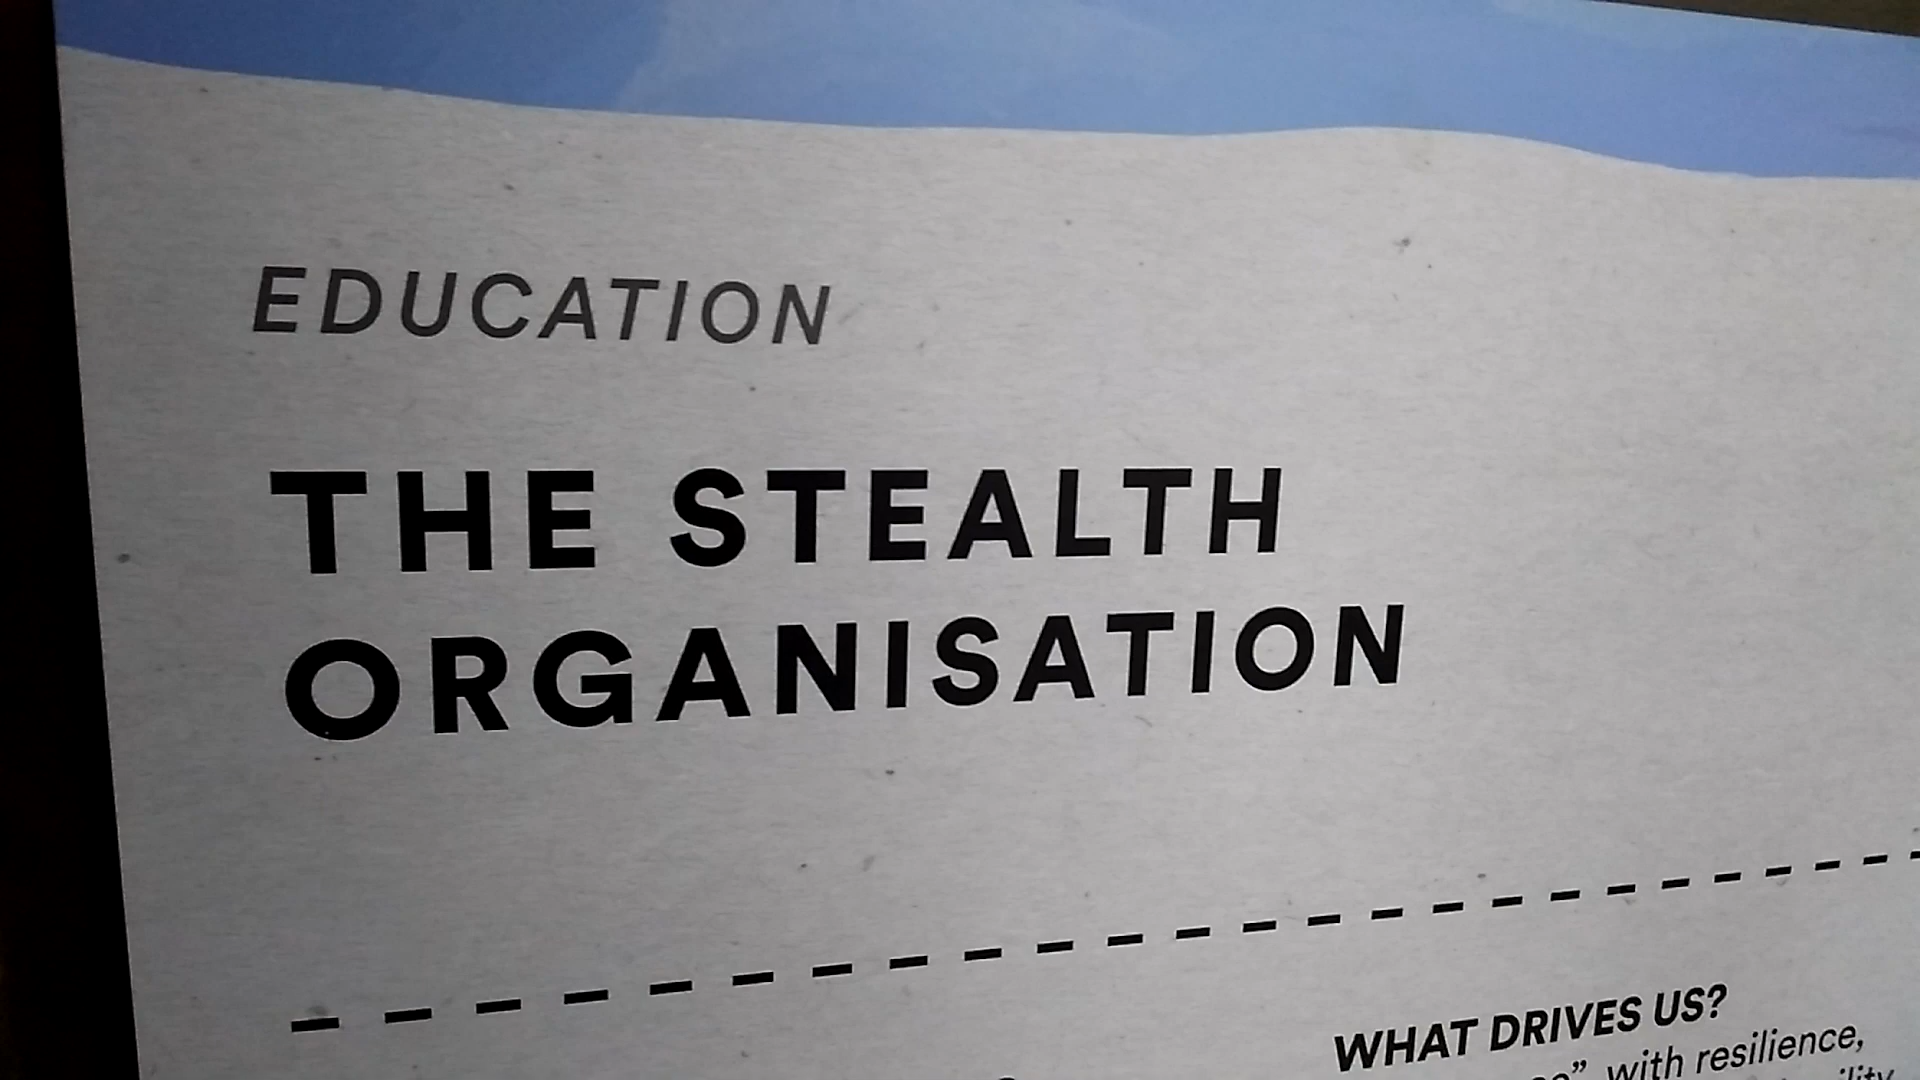 EDUCATION
THE STEALTH
ORGANISATION
WHAT DRIVES US?
with resilience,